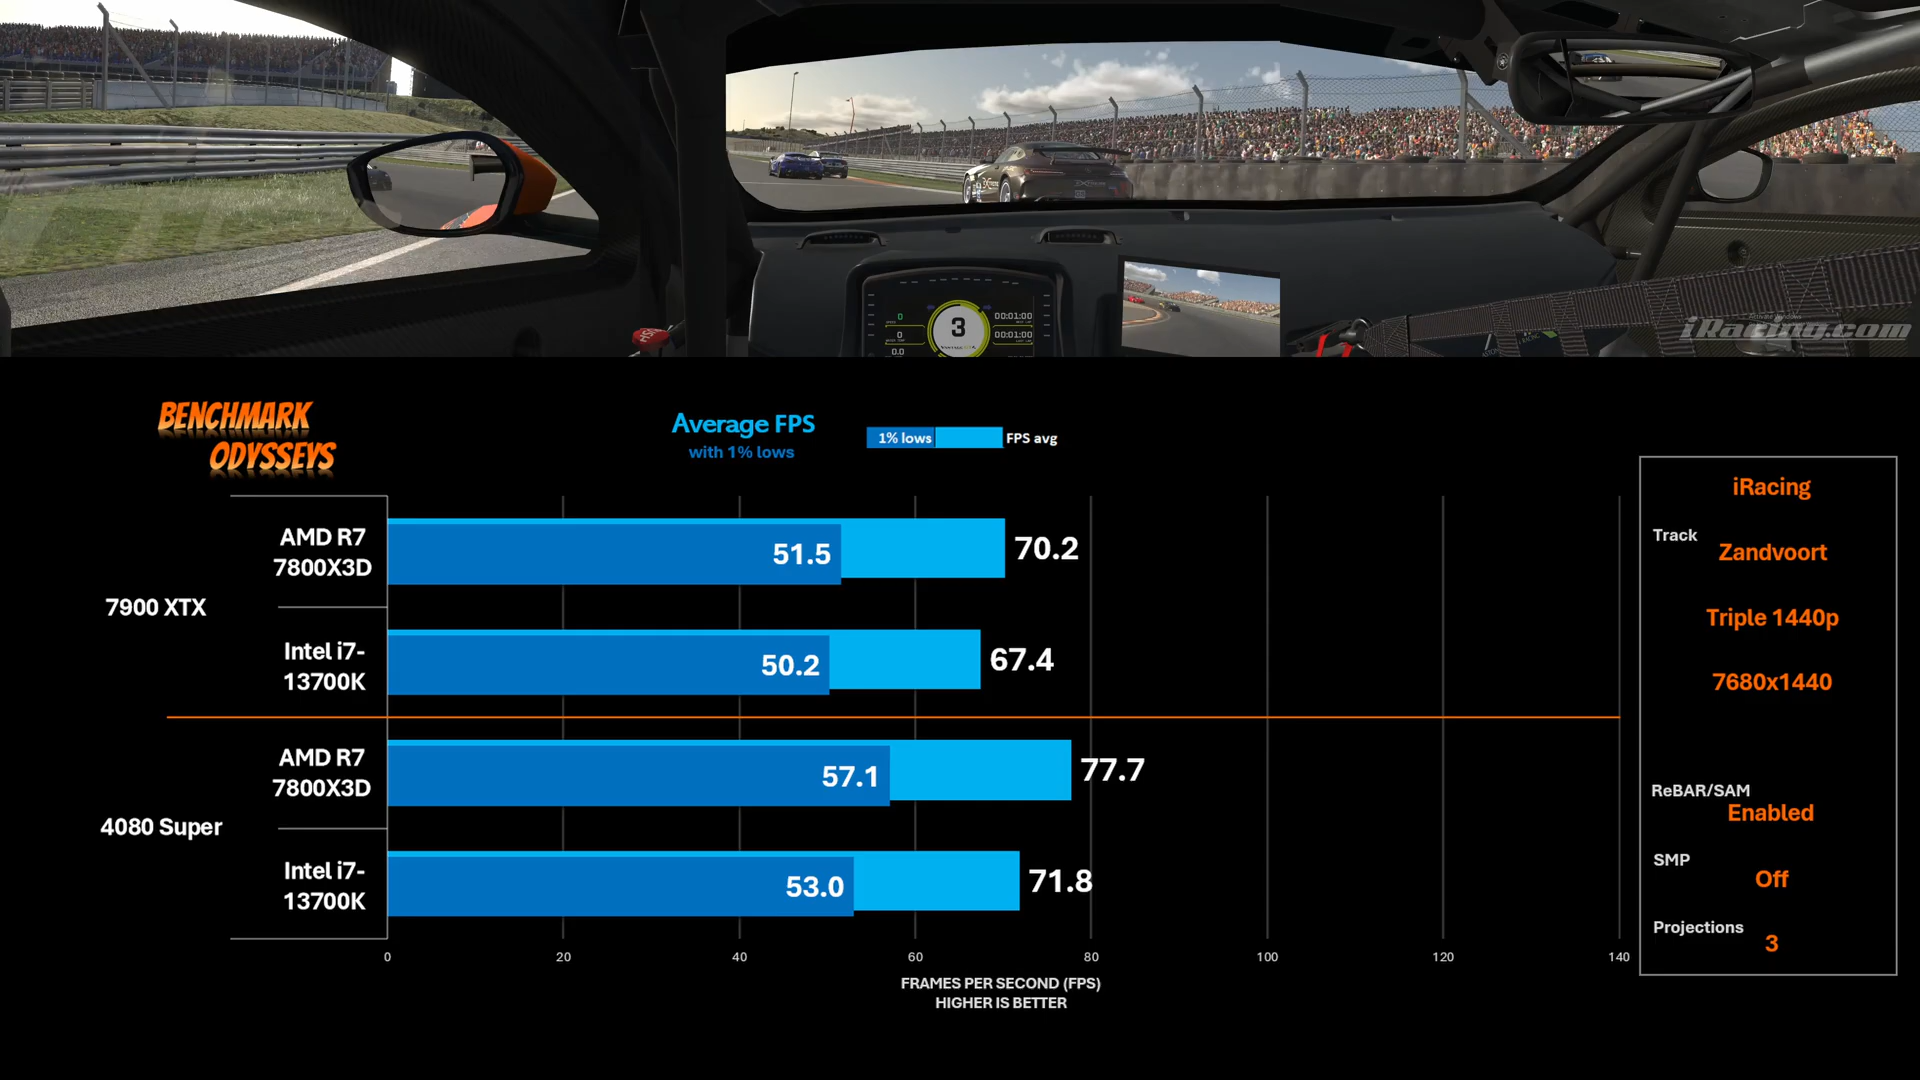 3
00:01:00
00:01:00
0
0
0.0
iRacing.com
BENCHMARK
ODYSSEYS
Average FPS
with 1% lows
1% lows
FPS avg
7900 XTX
AMD R7
7800X3D
51.5
70.2
Intel i7-
13700K
50.2
67.4
4080 Super
AMD R7
7800X3D
57.1
77.7
Intel i7-
13700K
53.0
71.8
0
20
40
60
80
100
120
140
FRAMES PER SECOND (FPS)
HIGHER IS BETTER
iRacing
Track
Zandvoort
Triple 1440p
7680x1440
ReBAR/SAM
Enabled
SMP
Off
Projections
3